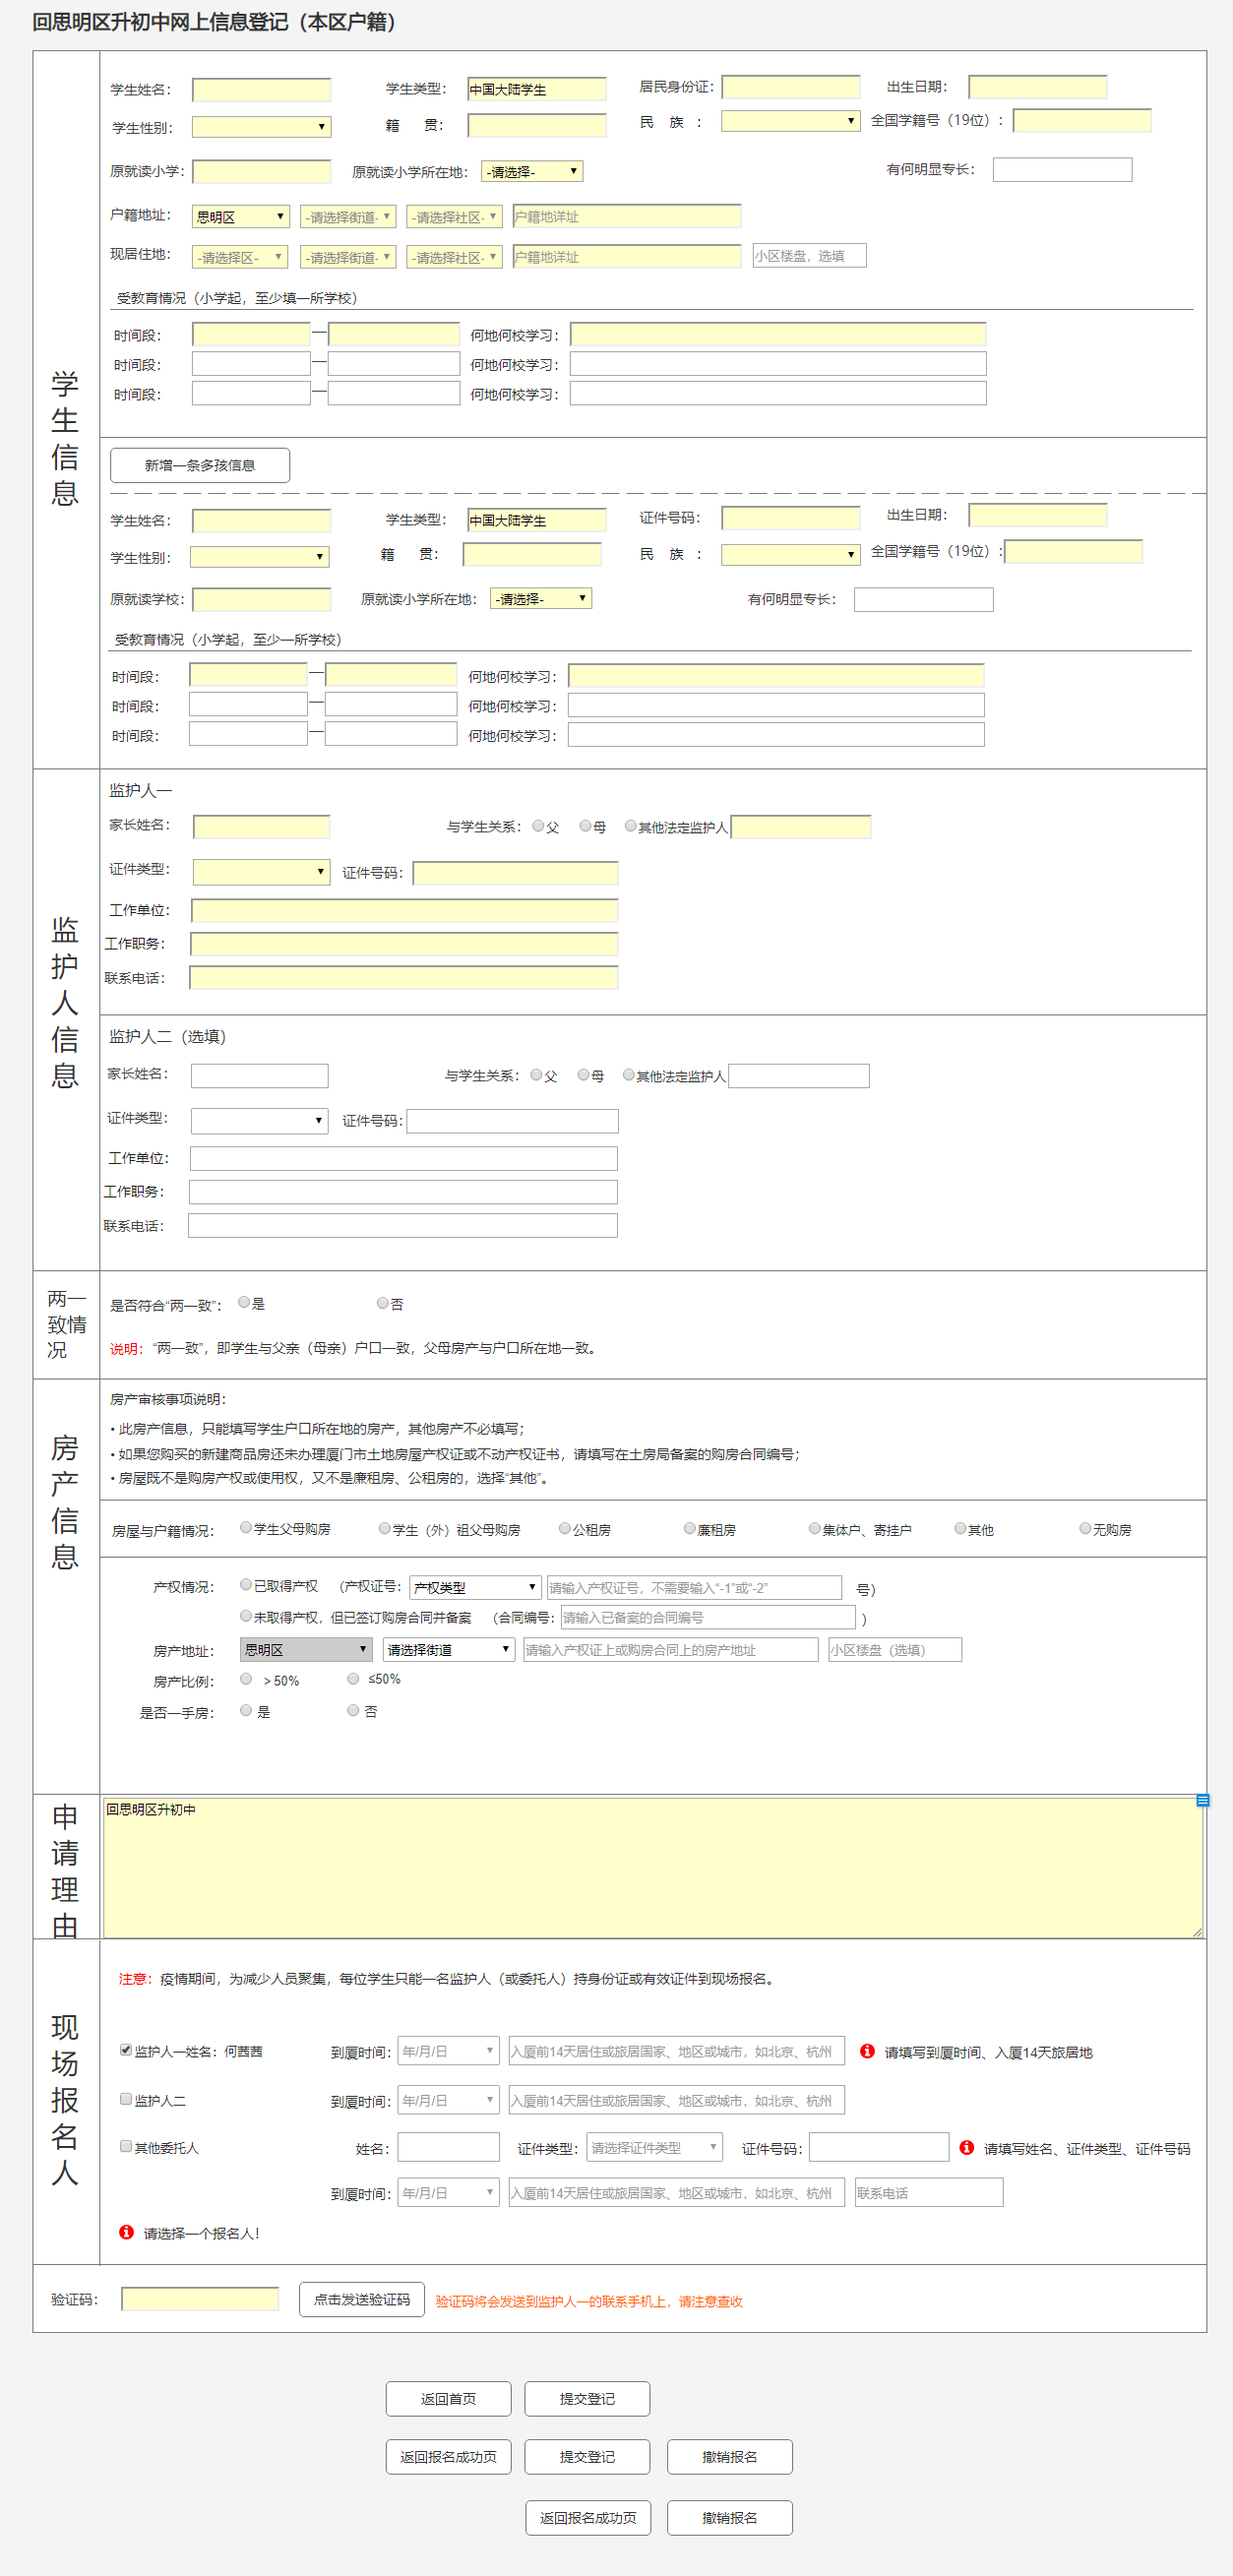 回思明区升初中网上信息登记（本区户籍）
学生信息
学生姓名： 学生类型： 中国大陆学生 居民身份证： 出生日期：
学生性别： 籍 贯： 民 族 ： 全国学籍号（19位）：
原就读小学： 原就读小学所在地： -请选择- 有何明显专长：
户籍地址： 思明区 -请选择街道- -请选择社区- 户籍地详址
现居住地： -请选择区- -请选择街道- -请选择社区- 户籍地详址 小区楼盘，选填
受教育情况（小学起，至少填一所学校）
时间段： — 何地何校学习：
时间段： — 何地何校学习：
时间段： — 何地何校学习：
新增一条多孩信息
学生姓名： 学生类型： 中国大陆学生 证件号码： 出生日期：
学生性别： 籍 贯： 民 族 ： 全国学籍号（19位）：
原就读学校： 原就读小学所在地： -请选择- 有何明显专长：
受教育情况（小学起，至少一所学校）
时间段： — 何地何校学习：
时间段： — 何地何校学习：
时间段： — 何地何校学习：
监护人信息
监护人一
家长姓名： 与学生关系： 父 母 其他法定监护人
证件类型： 证件号码：
工作单位：
工作职务：
联系电话：
监护人二（选填）
家长姓名： 与学生关系： 父 母 其他法定监护人
证件类型： 证件号码：
工作单位：
工作职务：
联系电话：
两一致情况
是否符合“两一致”： 是 否
说明：“两一致”，即学生与父亲（母亲）户口一致，父母房产与户口所在地一致。
房产信息
房产审核事项说明：
• 此房产信息，只能填写学生户口所在地的房产，其他房产不必填写；
• 如果您购买的新建商品房还未办理厦门市土地房屋产权证或不动产权证书，请填写在土房局备案的购房合同编号；
• 房屋既不是购房产权或使用权，又不是廉租房、公租房的，选择“其他”。
房屋与户籍情况： 学生父母购房 学生（外）祖父母购房 公租房 廉租房 集体户、寄挂户 其他 无购房
产权情况： 已取得产权 （产权证号： 产权类型 请输入产权证号，不需要输入“-1”或“-2” 号）
未取得产权，但已签订购房合同并备案 （合同编号： 请输入已备案的合同编号 ）
房产地址： 思明区 请选择街道 请输入产权证上或购房合同上的房产地址 小区楼盘（选填）
房产比例： ＞50% ≤50%
是否一手房： 是 否
申请理由
回思明区升初中
现场报名人
注意：疫情期间，为减少人员聚集，每位学生只能一名监护人（或委托人）持身份证或有效证件到现场报名。
监护人一姓名：何茜茜 到厦时间： 年/月/日 入厦前14天居住或旅居国家、地区或城市，如北京、杭州 请填写到厦时间、入厦14天旅居地
监护人二 到厦时间： 年/月/日 入厦前14天居住或旅居国家、地区或城市，如北京、杭州
其他委托人 姓名： 证件类型： 请选择证件类型 证件号码： 请填写姓名、证件类型、证件号码
到厦时间： 年/月/日 入厦前14天居住或旅居国家、地区或城市，如北京、杭州 联系电话
请选择一个报名人！
验证码： 点击发送验证码 验证码将会发送到监护人一的联系手机上，请注意查收
返回首页 提交登记
返回报名成功页 提交登记 撤销报名
返回报名成功页 撤销报名